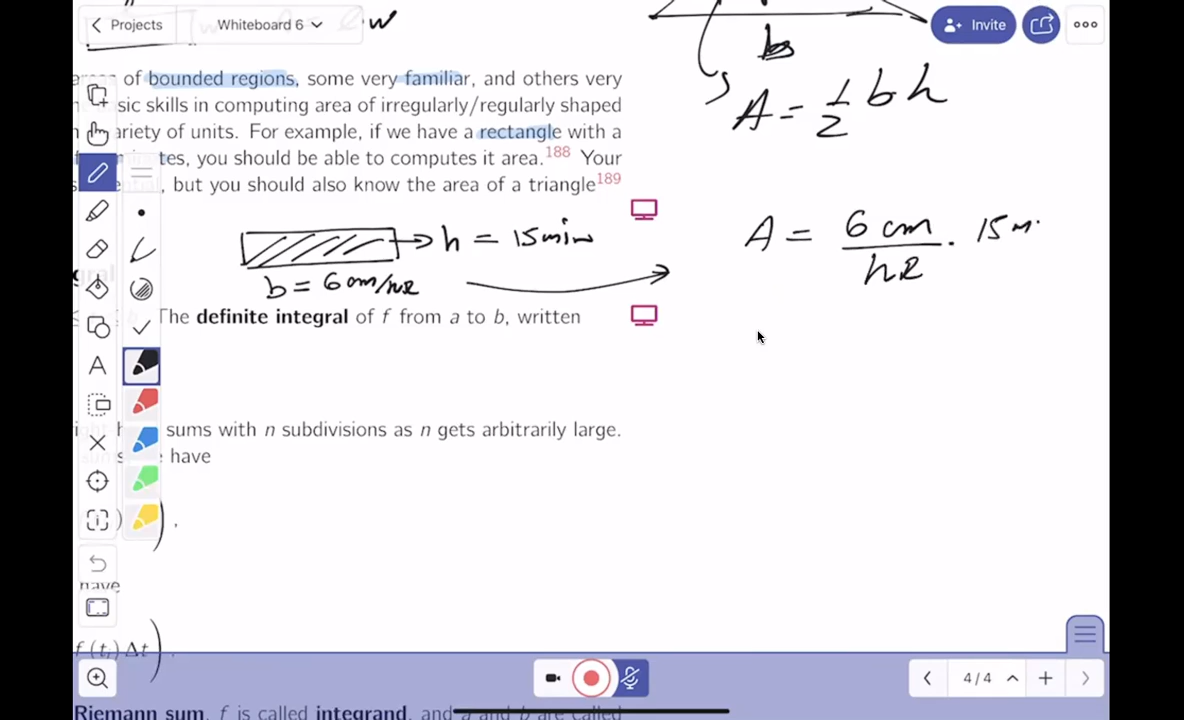 Projects
Whiteboard 6
w
Invite
b
A = 1/2 b h
of bounded regions, some very familiar, and others very
sic skills in computing area of irregularly/regularly shaped
ariety of units. For example, if we have a rectangle with a
tes, you should be able to computes it area.188 Your
, but you should also know the area of a triangle189
h = 15min
b = 6cm/hr
A = 6 cm/hr · 15 m
The definite integral of f from a to b, written
sums with n subdivisions as n gets arbitrarily large.
have
) ,
have
f (ti) Δt ) .
4/4
Riemann sum, f is called integrand, and a and b are called